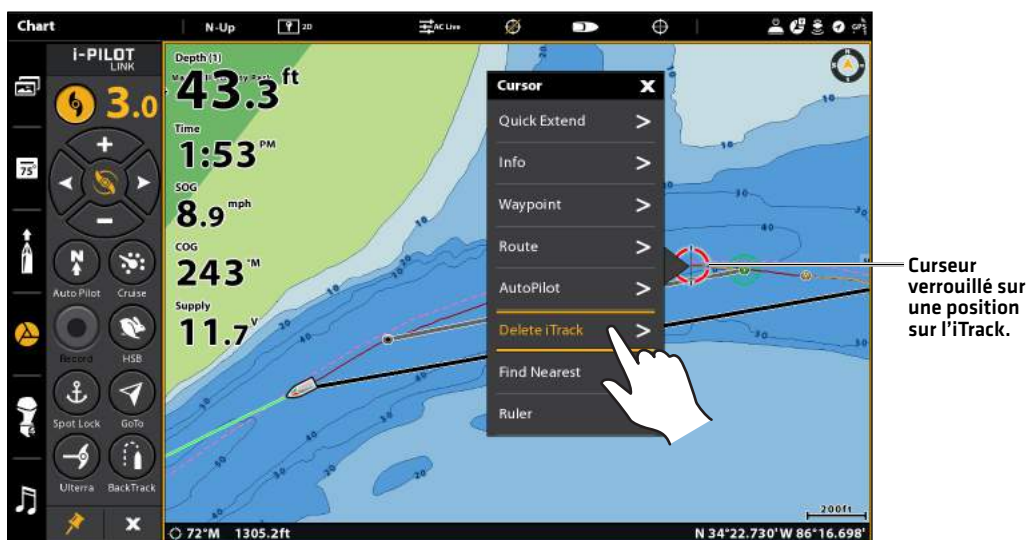 Chart
N-Up
2D
AC Live
GPS
i-PILOT
LINK
3.0
75°
N
Auto Pilot
Cruise
Record
HSB
Spot Lock
GoTo
Ulterra
BackTrack
X
Depth (1)
43.3 ft
Time
1:53 PM
SOG
8.9 mph
COG
243 °M
Supply
11.7 V
Cursor X
Quick Extend >
Info >
Waypoint >
Route >
AutoPilot >
Delete iTrack >
Find Nearest
Ruler
Curseur
verrouillé sur
une position
sur l'iTrack.
200ft
72°M 1305.2ft
N 34°22.730' W 86°16.698'